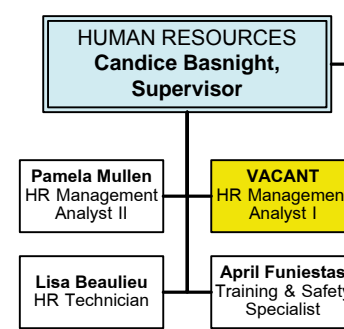 HUMAN RESOURCES
Candice Basnight,
Supervisor
Pamela Mullen
HR Management
Analyst II
VACANT
HR Managemen
Analyst I
Lisa Beaulieu
HR Technician
April Funiestas
Training & Safety
Specialist